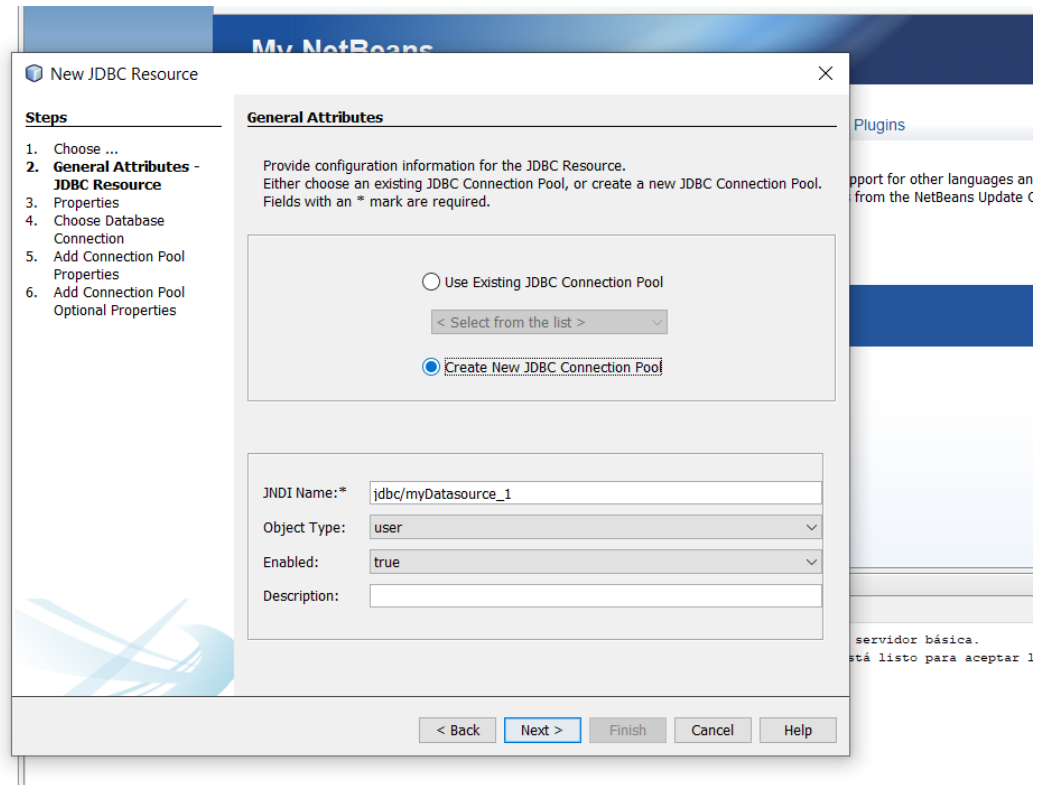 My NetBeans
New JDBC Resource
Steps
1. Choose ...
2. General Attributes -
JDBC Resource
3. Properties
4. Choose Database
Connection
5. Add Connection Pool
Properties
6. Add Connection Pool
Optional Properties
General Attributes
Provide configuration information for the JDBC Resource.
Either choose an existing JDBC Connection Pool, or create a new JDBC Connection Pool.
Fields with an * mark are required.
Use Existing JDBC Connection Pool
< Select from the list >
Create New JDBC Connection Pool
JNDI Name:* jdbc/myDatasource_1
Object Type: user
Enabled: true
Description:
< Back Next > Finish Cancel Help
Plugins
pport for other languages an
from the NetBeans Update
servidor básica.
stá listo para aceptar l